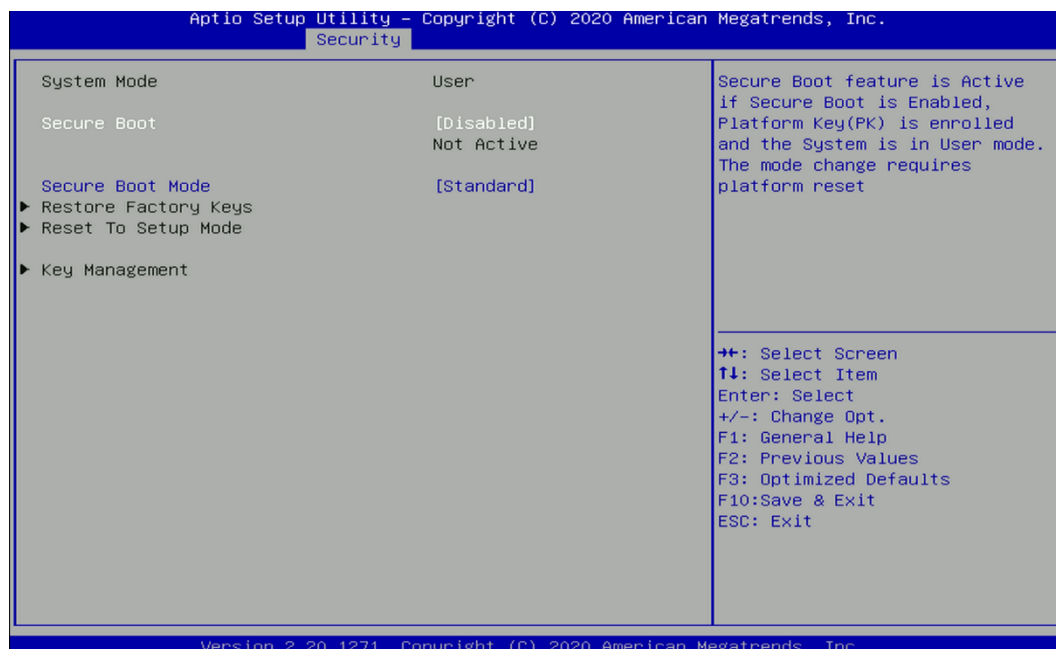 Aptio Setup Utility – Copyright (C) 2020 American Megatrends, Inc.
Security
System Mode User
Secure Boot [Disabled]
Not Active
Secure Boot Mode [Standard]
▶ Restore Factory Keys
▶ Reset To Setup Mode
▶ Key Management
Secure Boot feature is Active
if Secure Boot is Enabled,
Platform Key(PK) is enrolled
and the System is in User mode.
The mode change requires
platform reset
→←: Select Screen
↑↓: Select Item
Enter: Select
+/-: Change Opt.
F1: General Help
F2: Previous Values
F3: Optimized Defaults
F10:Save & Exit
ESC: Exit
Version 2.20.1271. Copyright (C) 2020 American Megatrends, Inc.